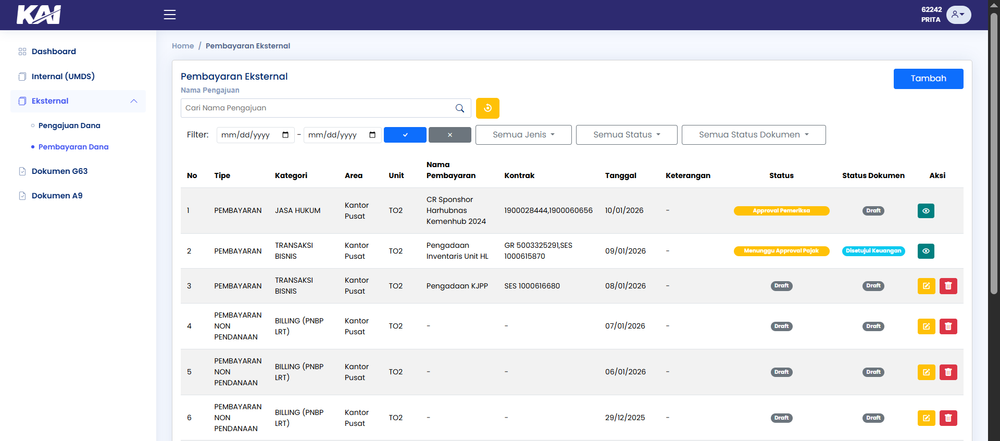 KAI
62242
PRITA
Dashboard
Internal (UMDS)
Eksternal
Pengajuan Dana
Pembayaran Dana
Dokumen G63
Dokumen A9
Home / Pembayaran Eksternal
Pembayaran Eksternal
Tambah
Nama Pengajuan
Cari Nama Pengajuan
Filter: mm/dd/yyyy - mm/dd/yyyy Semua Jenis Semua Status Semua Status Dokumen
No Tipe Kategori Area Unit Nama Pembayaran Kontrak Tanggal Keterangan Status Status Dokumen Aksi
1 PEMBAYARAN JASA HUKUM Kantor Pusat TO2 CR Sponshor Harhubnas Kemenhub 2024 1900028444,1900060656 10/01/2026 - Approval Pemeriksa Draft
2 PEMBAYARAN TRANSAKSI BISNIS Kantor Pusat TO2 Pengadaan Inventaris Unit HL GR 5003325291,SES 1000615870 09/01/2026 - Menunggu Approval Pajak Disetujui Keuangan
3 PEMBAYARAN TRANSAKSI BISNIS Kantor Pusat TO2 Pengadaan KJPP SES 1000616680 08/01/2026 - Draft Draft
4 PEMBAYARAN NON PENDANAAN BILLING (PNBP LRT) Kantor Pusat TO2 - - 07/01/2026 - Draft Draft
5 PEMBAYARAN NON PENDANAAN BILLING (PNBP LRT) Kantor Pusat TO2 - - 06/01/2026 - Draft Draft
6 PEMBAYARAN NON PENDANAAN BILLING (PNBP LRT) Kantor Pusat TO2 - - 29/12/2025 - Draft Draft